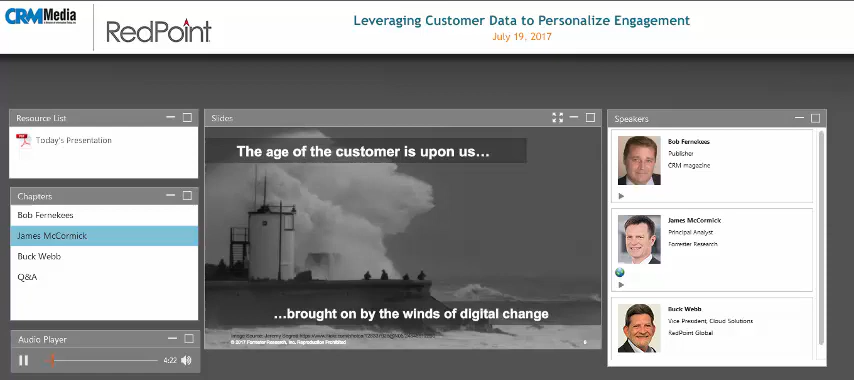 CRM Media
RedPoint
Leveraging Customer Data to Personalize Engagement
July 19, 2017
Resource List
Today's Presentation
Chapters
Bob Fernekees
James McCormick
Buck Webb
Q&A
Audio Player
4:22
Slides
The age of the customer is upon us...
...brought on by the winds of digital change
© 2017 Forrester Research, Inc. Reproduction Prohibited
Speakers
Bob Fernekees
Publisher
CRM magazine
James McCormick
Principal Analyst
Forrester Research
Buck Webb
Vice President, Cloud Solutions
RedPoint Global